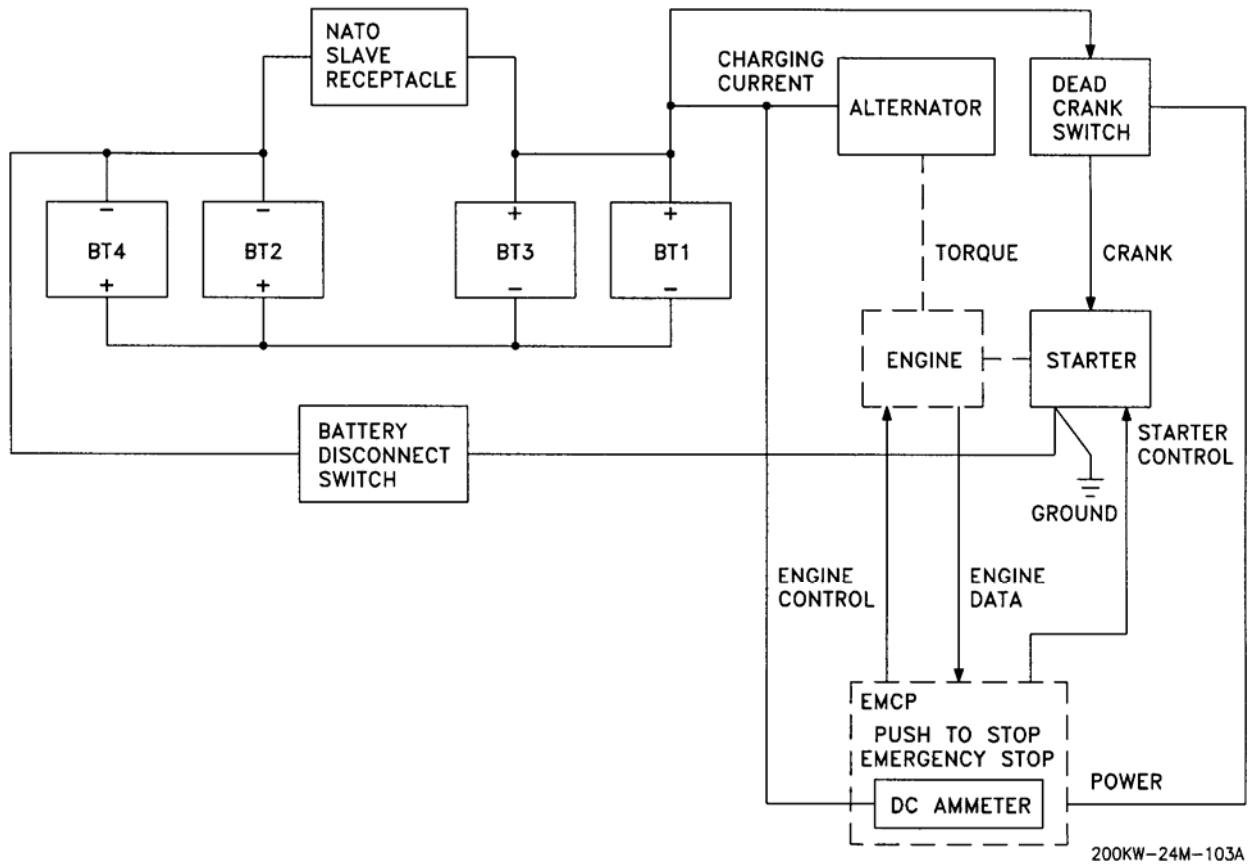 NATO
SLAVE
RECEPTACLE
CHARGING
CURRENT
ALTERNATOR
DEAD
CRANK
SWITCH
−
BT4
+
−
BT2
+
+
BT3
−
+
BT1
−
TORQUE
CRANK
ENGINE
STARTER
BATTERY
DISCONNECT
SWITCH
STARTER
CONTROL
GROUND
ENGINE
CONTROL
ENGINE
DATA
EMCP
PUSH TO STOP
EMERGENCY STOP
DC AMMETER
POWER
200KW-24M-103A